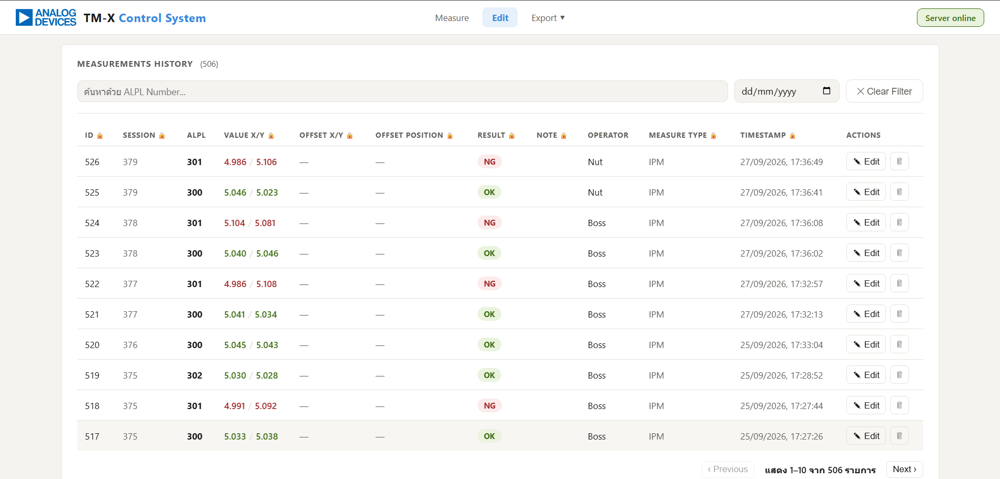 ANALOG DEVICES TM-X Control System Measure Edit Export ▼ Server online
MEASUREMENTS HISTORY (506)
ค้นหาด้วย ALPL Number... dd/mm/yyyy × Clear Filter
ID SESSION ALPL VALUE X/Y OFFSET X/Y OFFSET POSITION RESULT NOTE OPERATOR MEASURE TYPE TIMESTAMP ACTIONS
526 379 301 4.986 / 5.106 — — NG Nut IPM 27/09/2026, 17:36:49 Edit
525 379 300 5.046 / 5.023 — — OK Nut IPM 27/09/2026, 17:36:41 Edit
524 378 301 5.104 / 5.081 — — NG Boss IPM 27/09/2026, 17:36:08 Edit
523 378 300 5.040 / 5.046 — — OK Boss IPM 27/09/2026, 17:36:02 Edit
522 377 301 4.986 / 5.108 — — NG Boss IPM 27/09/2026, 17:32:57 Edit
521 377 300 5.041 / 5.034 — — OK Boss IPM 27/09/2026, 17:32:13 Edit
520 376 300 5.045 / 5.043 — — OK Boss IPM 25/09/2026, 17:33:04 Edit
519 375 302 5.030 / 5.028 — — OK Boss IPM 25/09/2026, 17:28:52 Edit
518 375 301 4.991 / 5.092 — — NG Boss IPM 25/09/2026, 17:27:44 Edit
517 375 300 5.033 / 5.038 — — OK Boss IPM 25/09/2026, 17:27:26 Edit
‹ Previous แสดง 1–10 จาก 506 รายการ Next ›